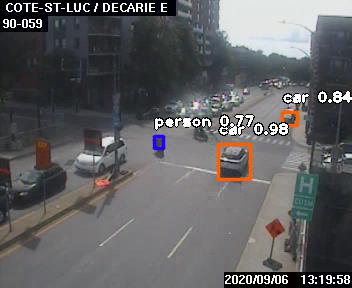 COTE-ST-LUC / DECARIE E
90-059
car 0.84
person 0.77
car 0.98
H
CUSM
2020/09/06 13:19:58